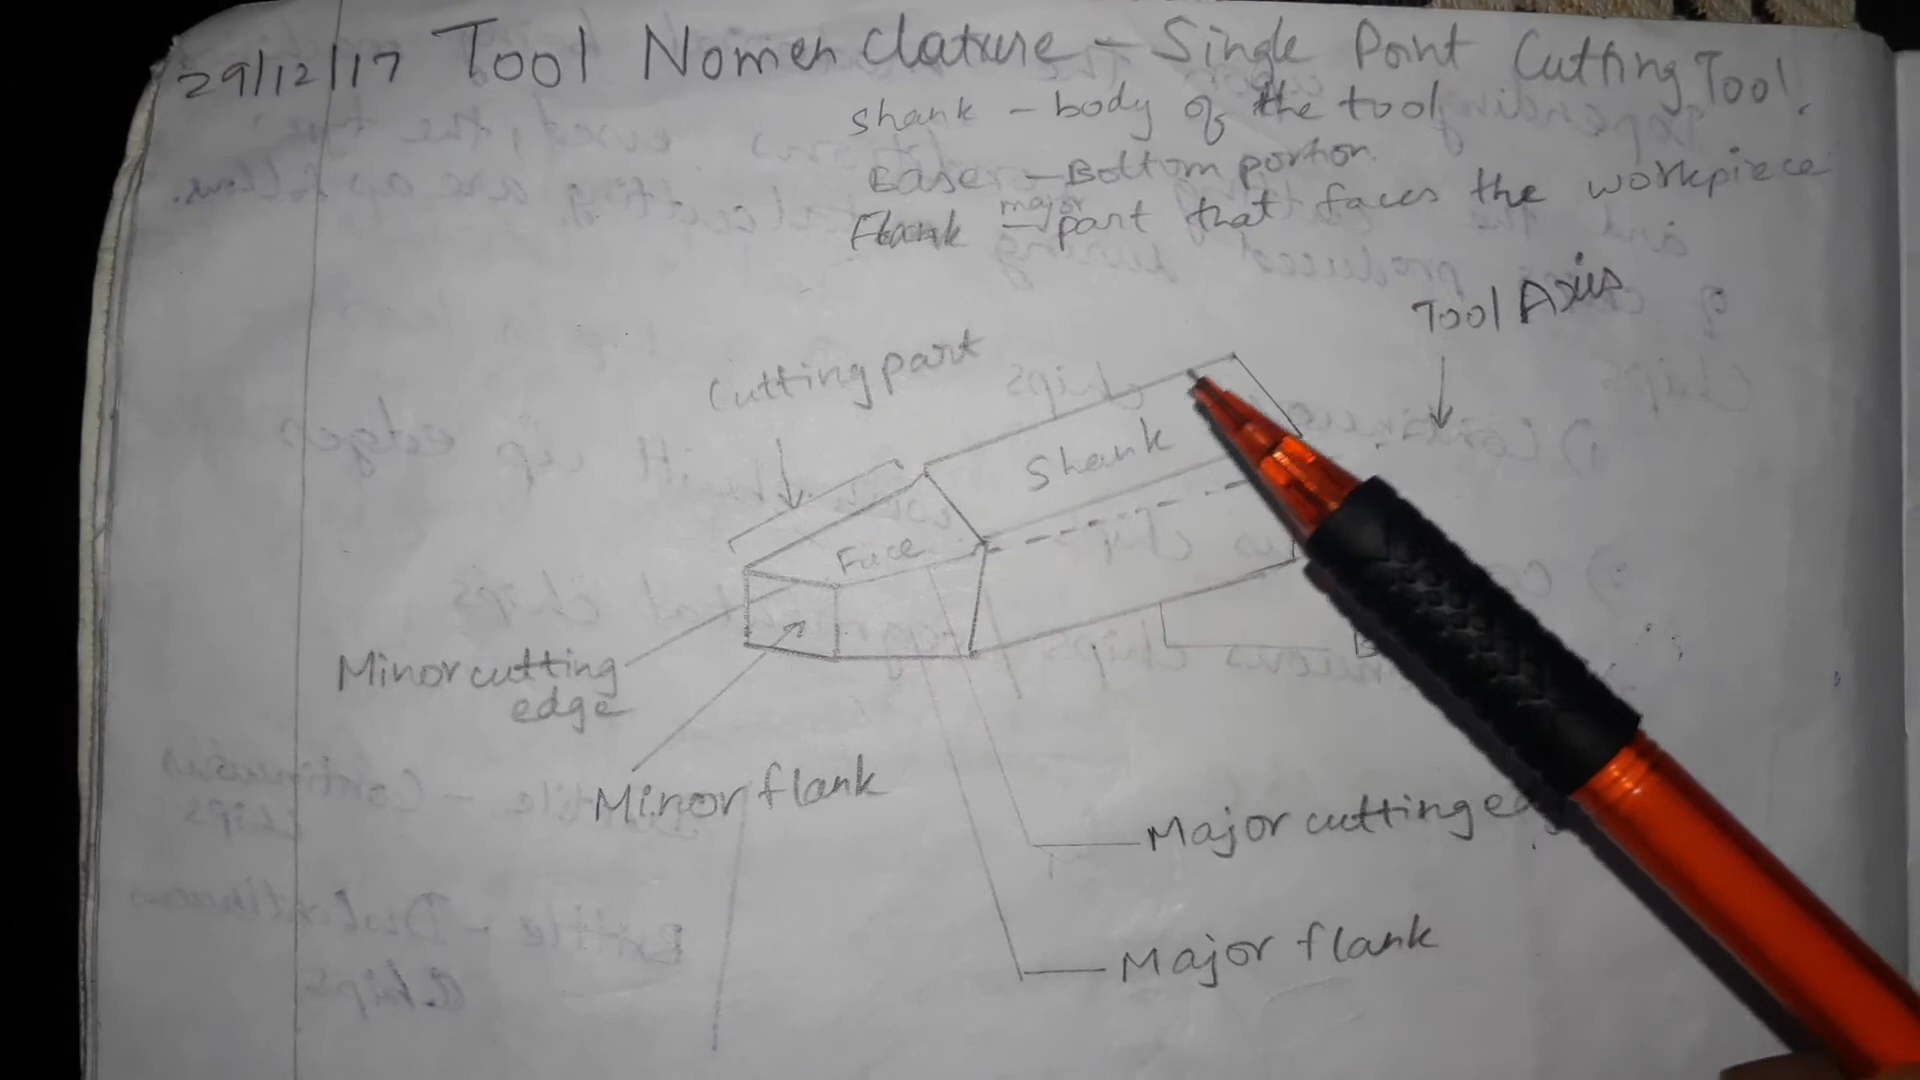 29/12/17 Tool Nomen Clature - Single Point Cutting Tool.
Shank - body of the tool
Base - Bottom portion
major
Flank - part that faces the workpiece
Tool Axis
Cutting part
Shank
Face
Minor cutting
edge
Minor flank
Major cutting
Major flank